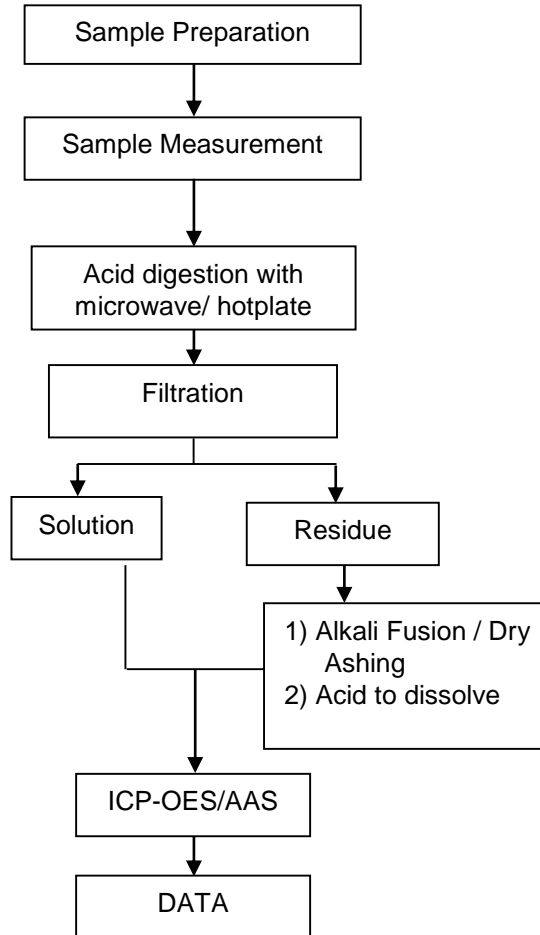 Sample Preparation
Sample Measurement
Acid digestion with
microwave/ hotplate
Filtration
Solution
Residue
1) Alkali Fusion / Dry
Ashing
2) Acid to dissolve
ICP-OES/AAS
DATA